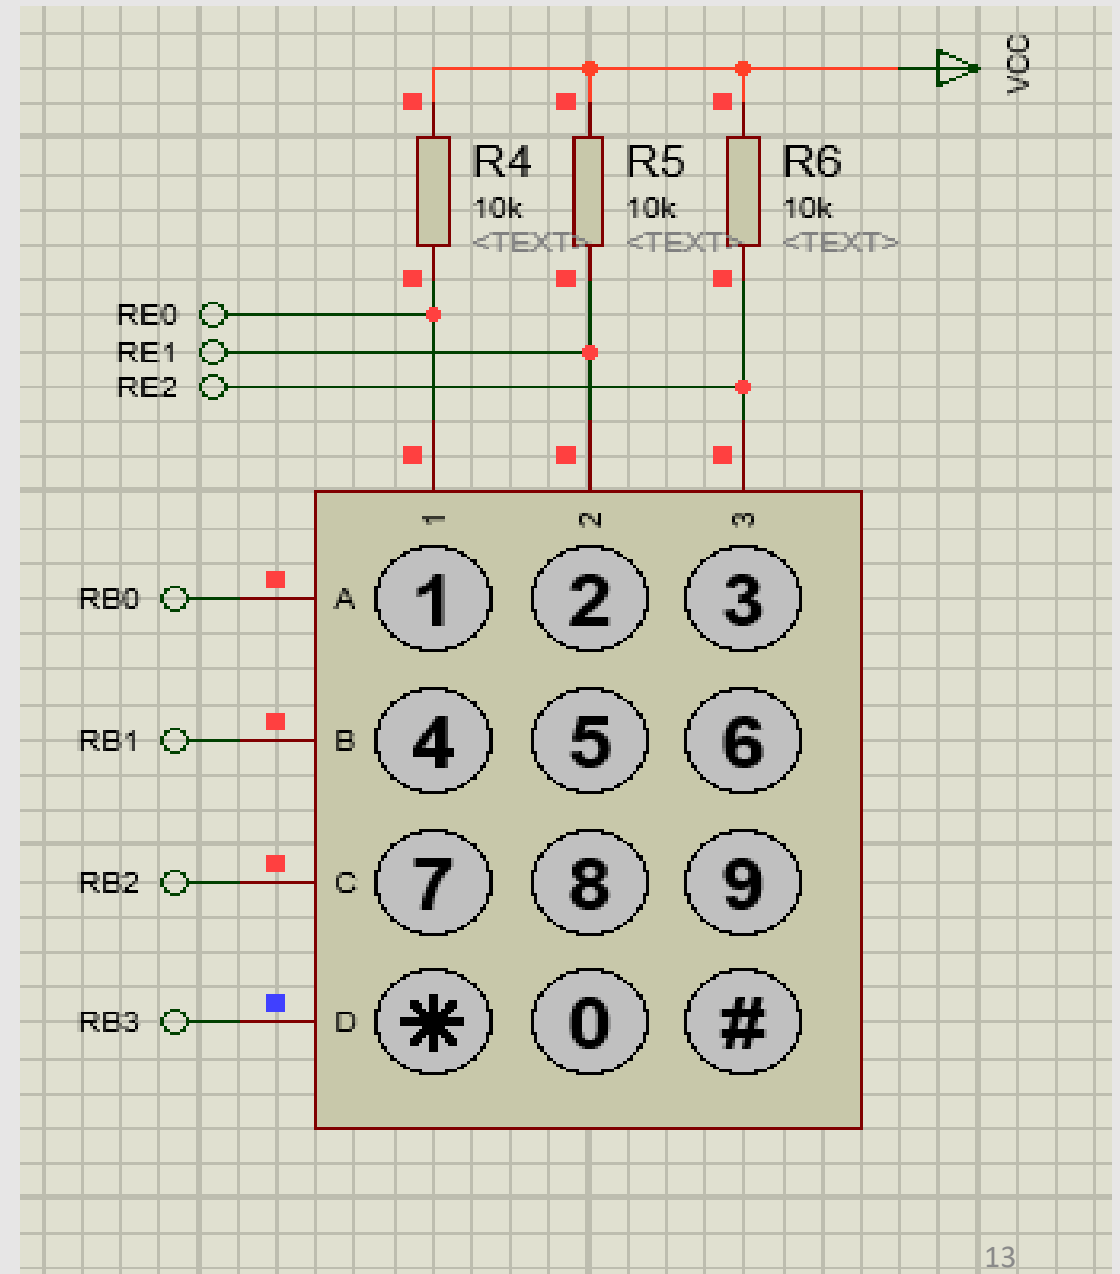 VCC
R4 R5 R6
10k 10k 10k
<TEXT> <TEXT> <TEXT>
RE0
RE1
RE2
1 2 3
RB0 A 1 2 3
RB1 B 4 5 6
RB2 C 7 8 9
RB3 D * 0 #
13